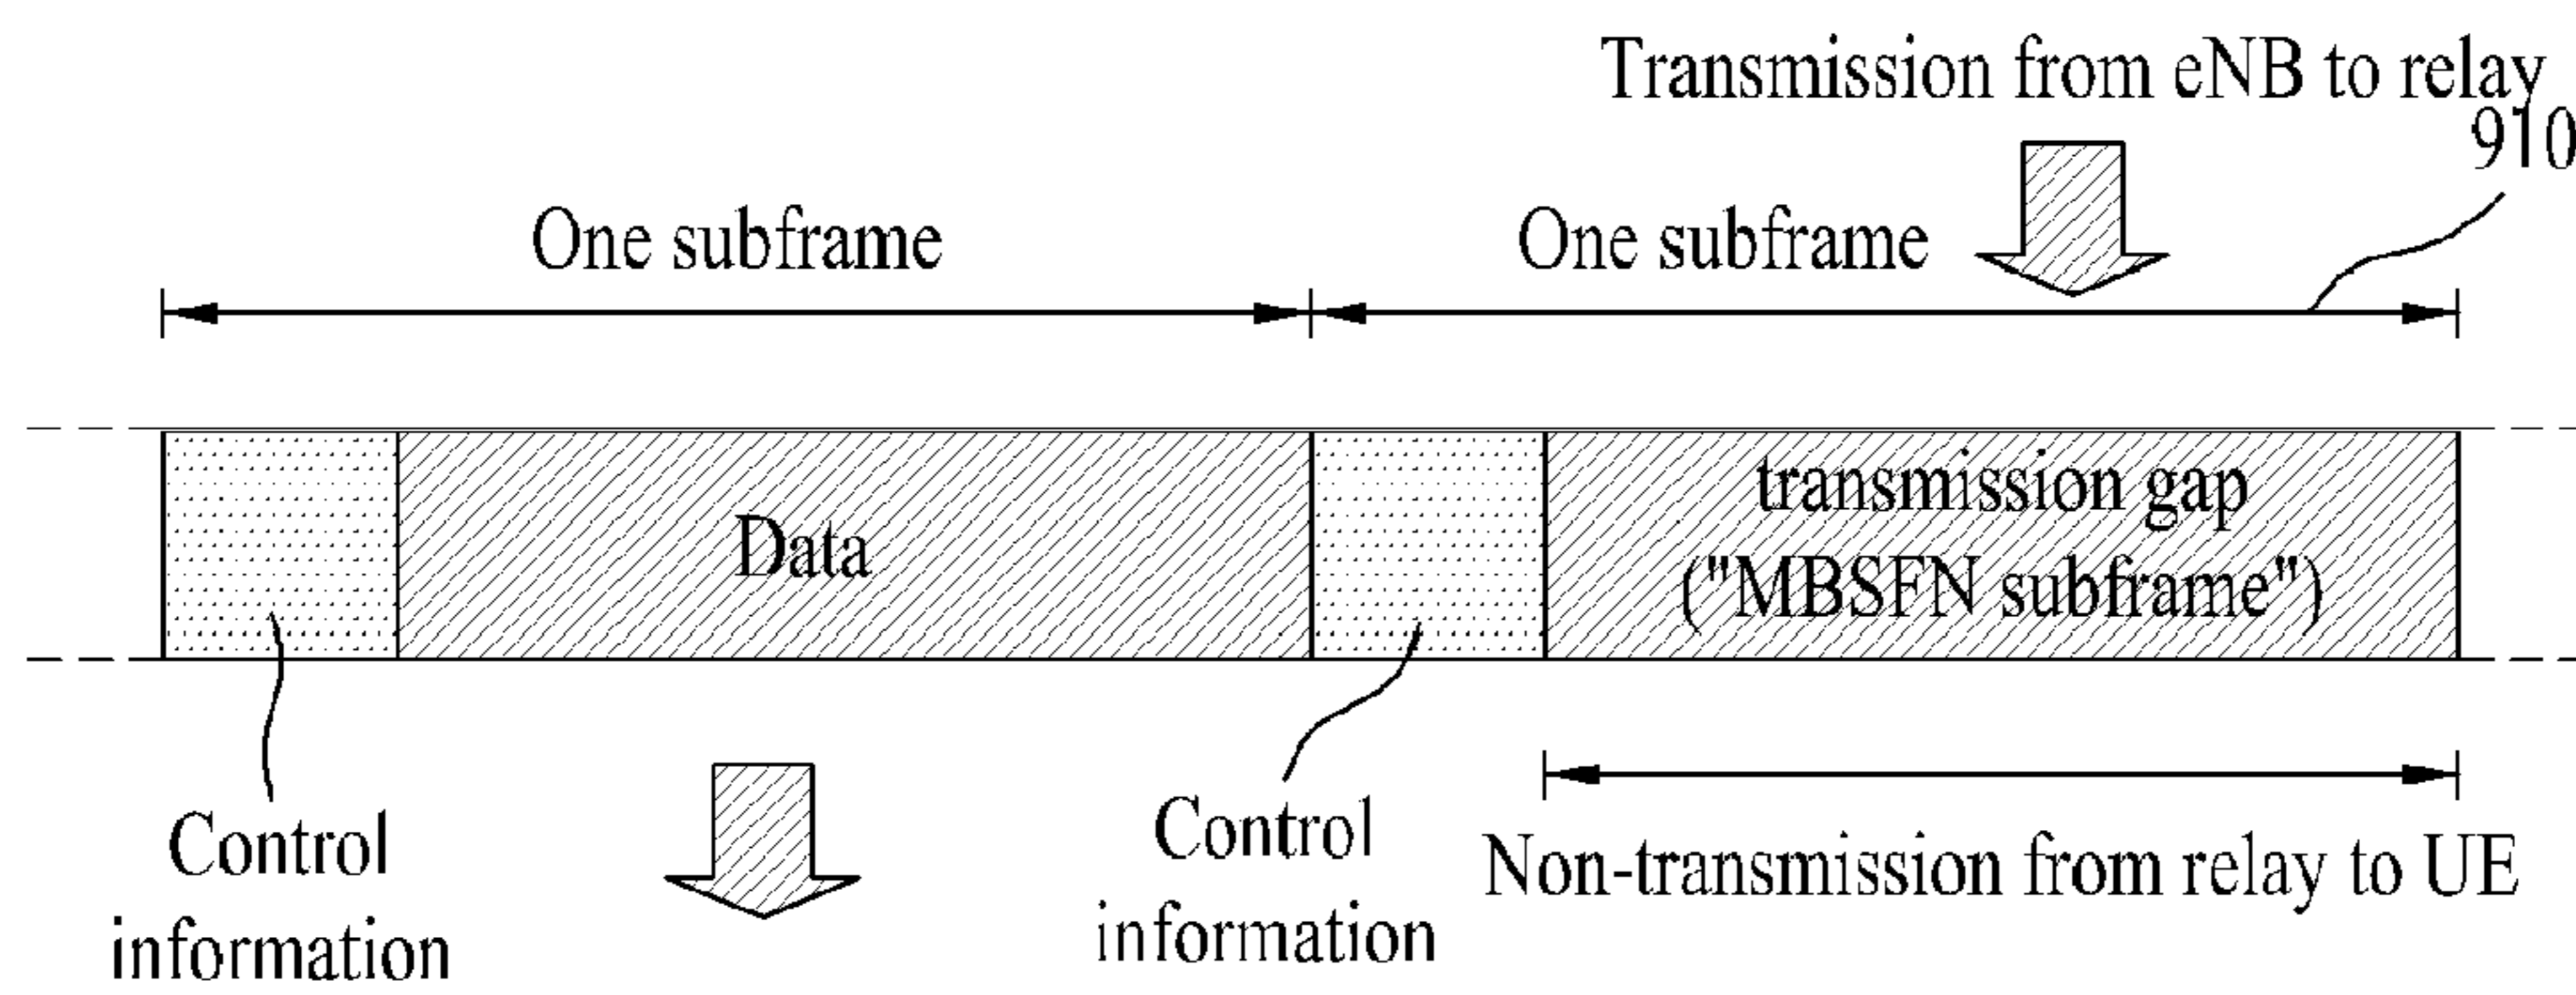 Transmission from eNB to relay
910
One subframe
One subframe
Data
transmission gap
("MBSFN subframe")
Control
information
Control
information
Non-transmission from relay to UE